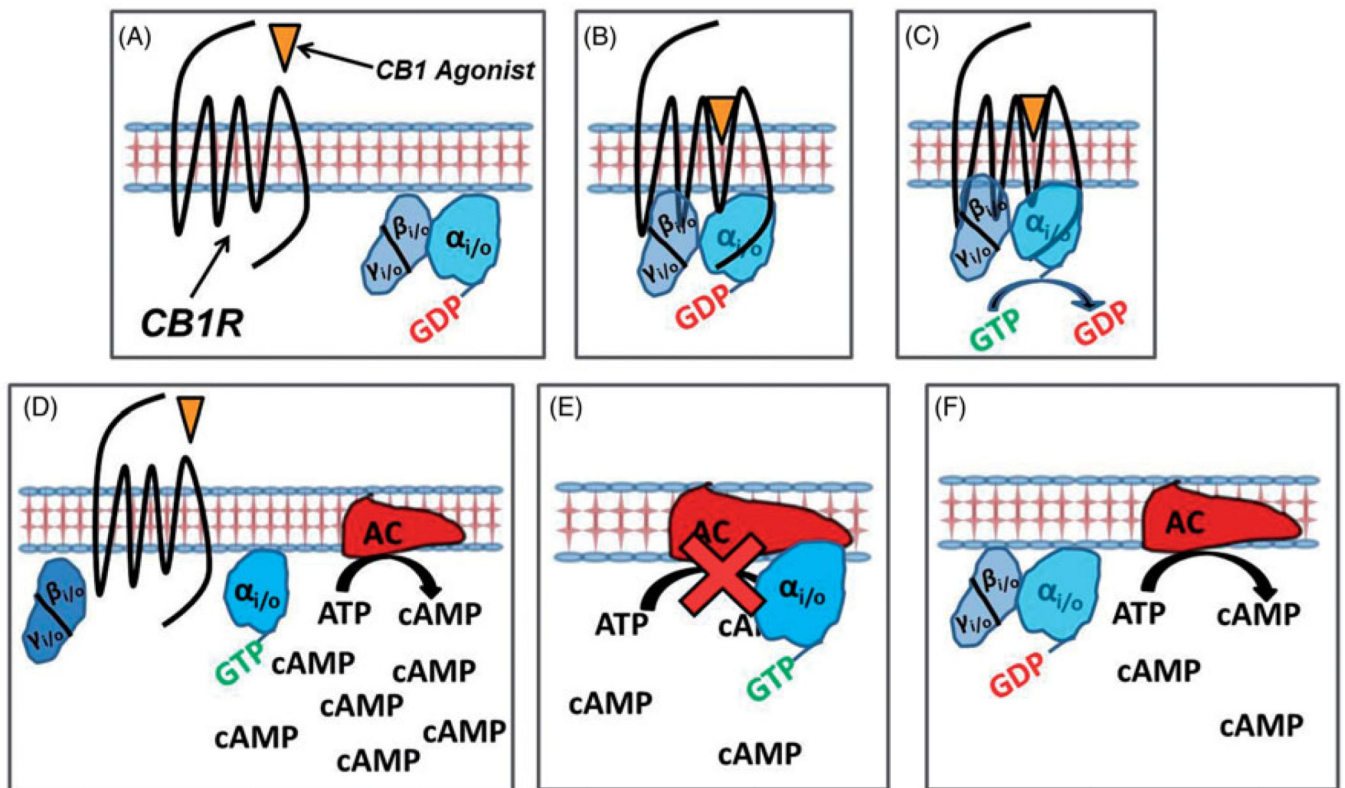 (A)
CB1 Agonist
βi/o
γi/o
αi/o
GDP
CB1R
(B)
βi/o
γi/o
αi/o
GDP
(C)
βi/o
γi/o
αi/o
GTP
GDP
(D)
AC
βi/o
γi/o
αi/o
GTP
ATP
cAMP
cAMP
cAMP
cAMP
cAMP
cAMP
cAMP
(E)
AC
αi/o
ATP
cA
GTP
cAMP
cAMP
(F)
AC
βi/o
γi/o
αi/o
GDP
ATP
cAMP
cAMP
cAMP